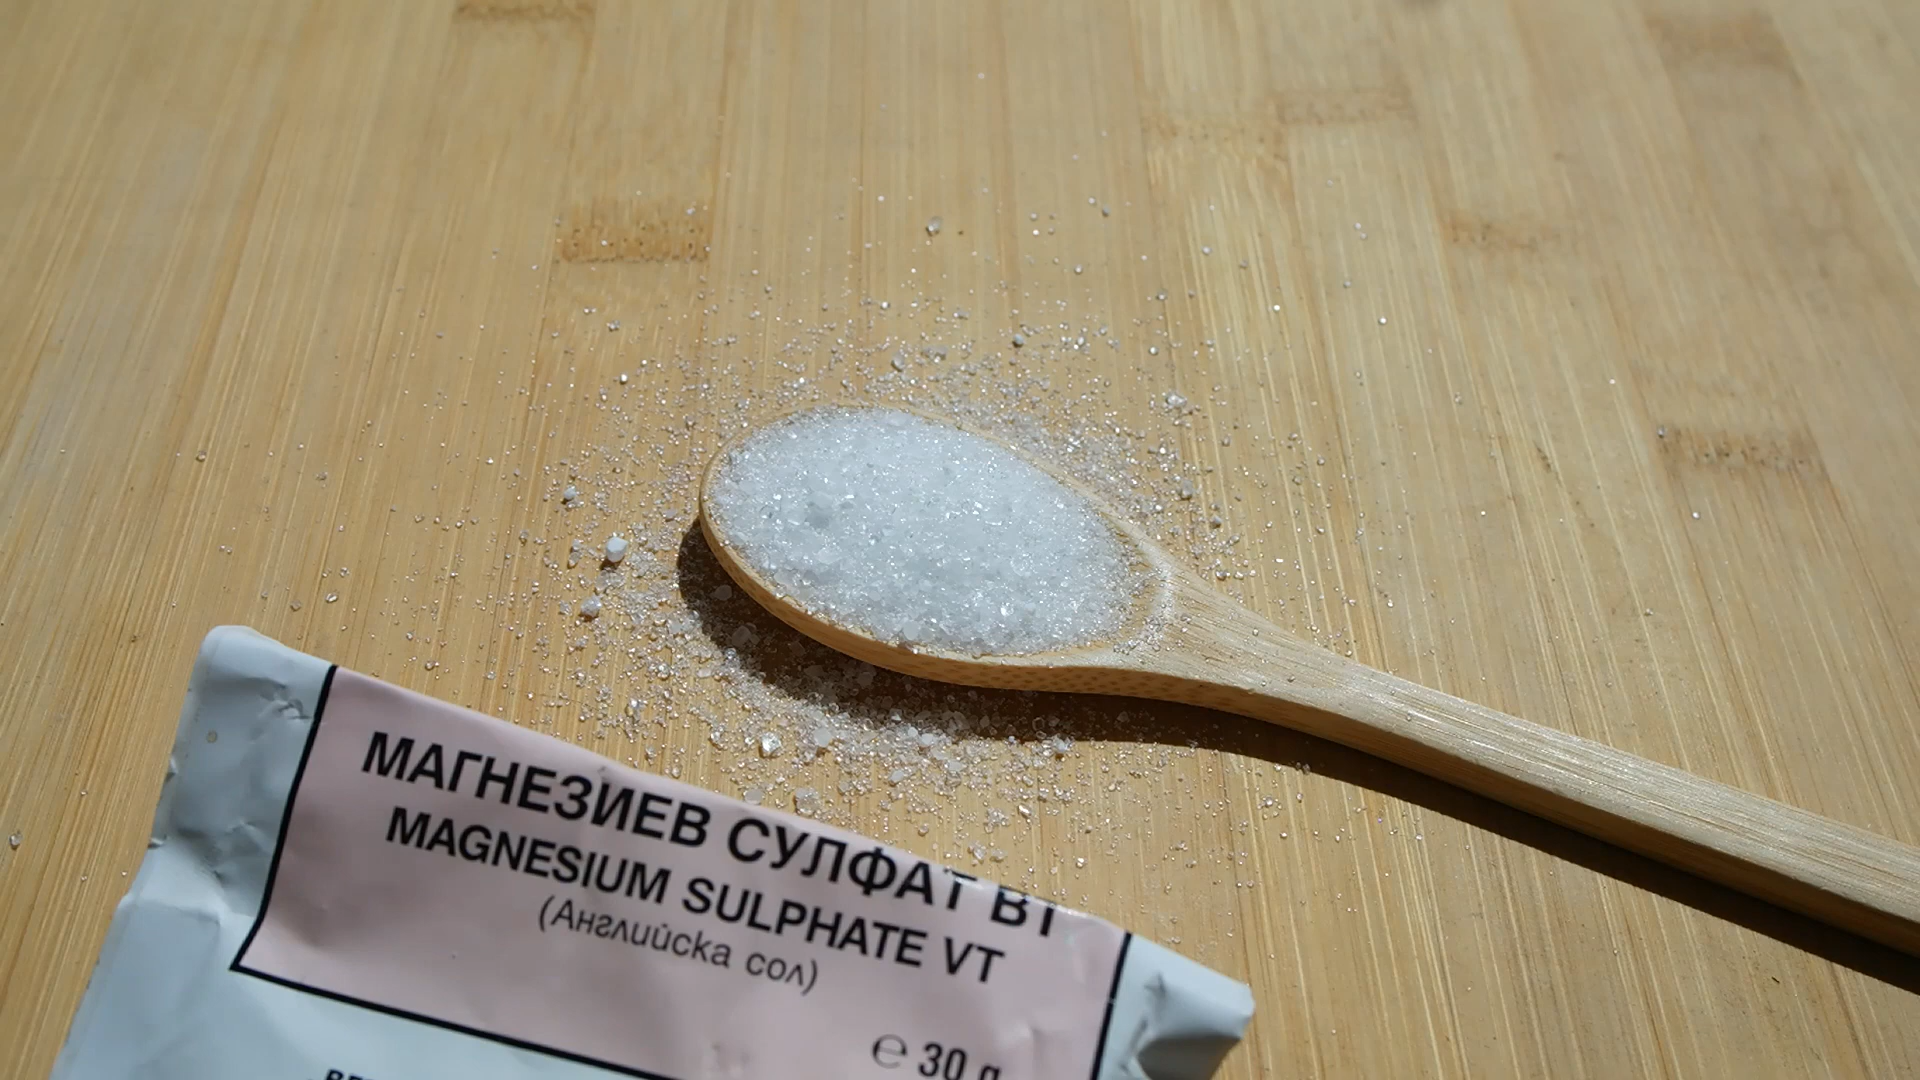 МАГНЕЗИЕВ СУЛФАТ ВТ
MAGNESIUM SULPHATE VT
(Английска сол)
℮ 30 g